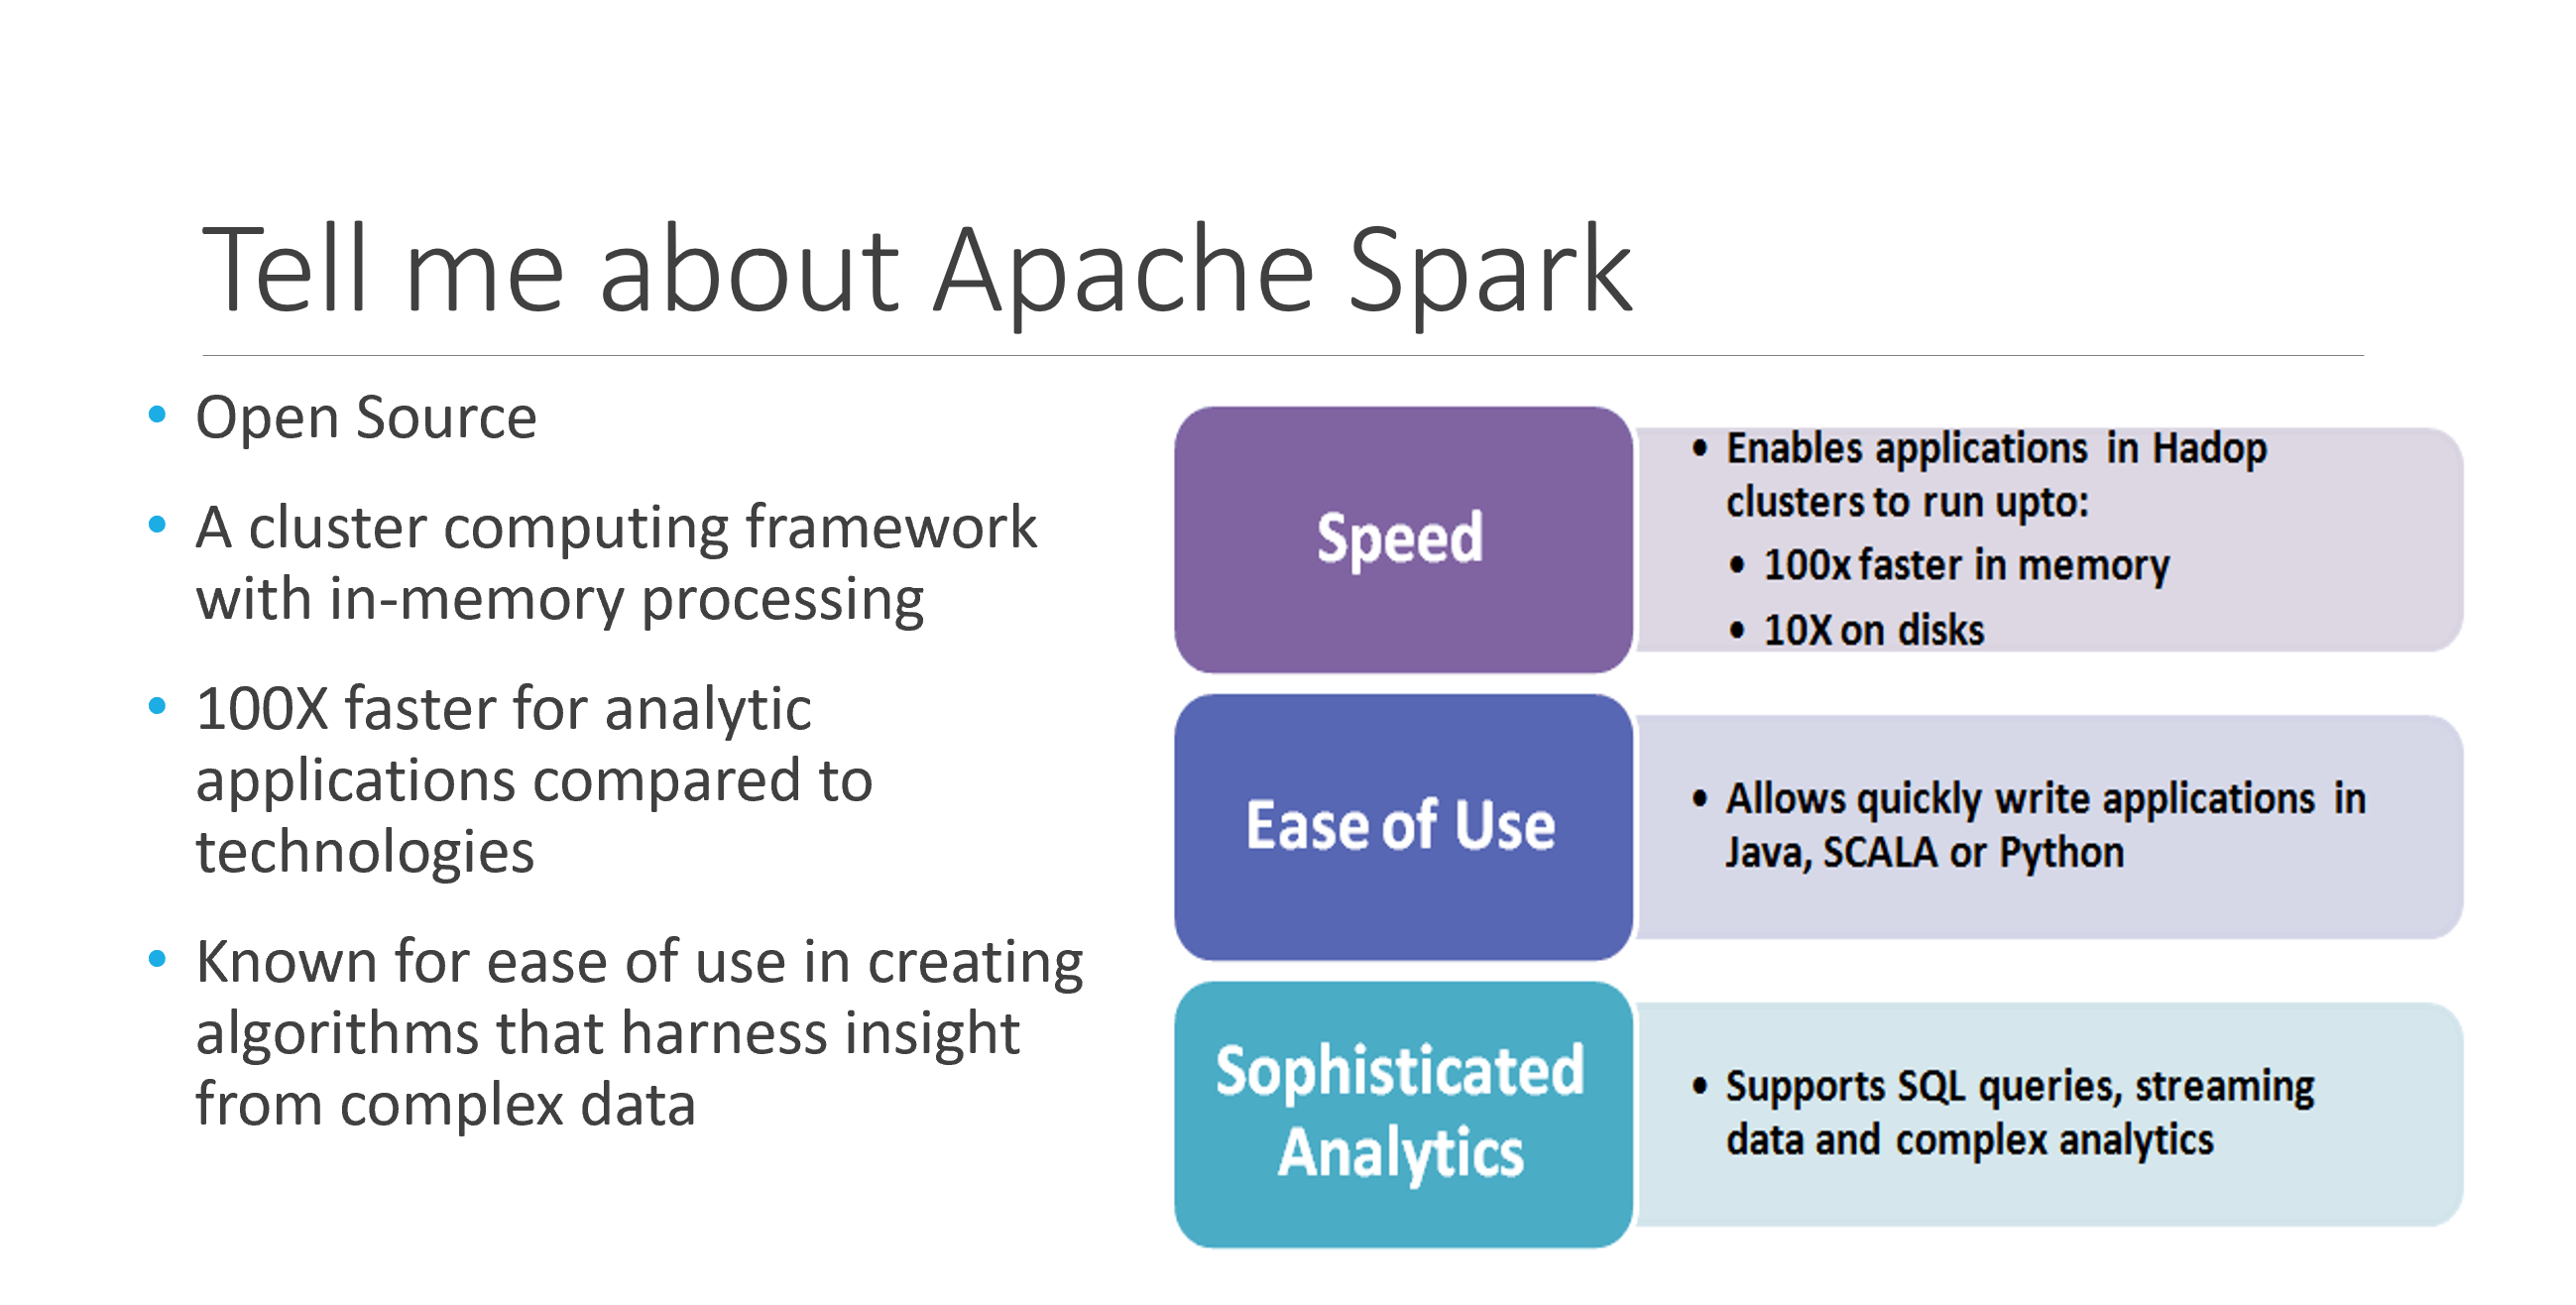 Tell me about Apache Spark
• Open Source
• A cluster computing framework
with in-memory processing
• 100X faster for analytic
applications compared to
technologies
• Known for ease of use in creating
algorithms that harness insight
from complex data
Speed
• Enables applications in Hadop
clusters to run upto:
• 100x faster in memory
• 10X on disks
Ease of Use
• Allows quickly write applications in
Java, SCALA or Python
Sophisticated
Analytics
• Supports SQL queries, streaming
data and complex analytics